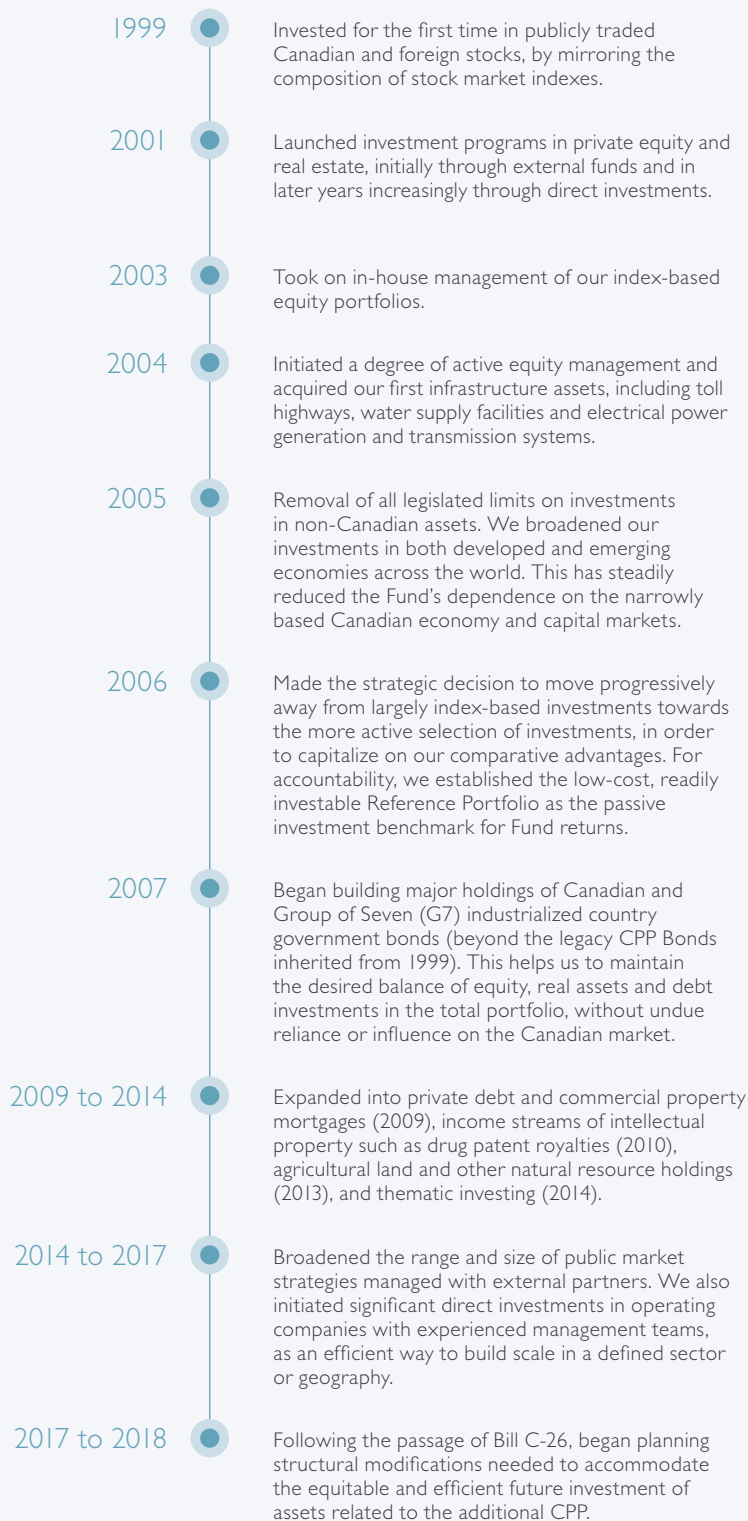 1999
Invested for the first time in publicly traded
Canadian and foreign stocks, by mirroring the
composition of stock market indexes.
2001
Launched investment programs in private equity and
real estate, initially through external funds and in
later years increasingly through direct investments.
2003
Took on in-house management of our index-based
equity portfolios.
2004
Initiated a degree of active equity management and
acquired our first infrastructure assets, including toll
highways, water supply facilities and electrical power
generation and transmission systems.
2005
Removal of all legislated limits on investments
in non-Canadian assets. We broadened our
investments in both developed and emerging
economies across the world. This has steadily
reduced the Fund's dependence on the narrowly
based Canadian economy and capital markets.
2006
Made the strategic decision to move progressively
away from largely index-based investments towards
the more active selection of investments, in order
to capitalize on our comparative advantages. For
accountability, we established the low-cost, readily
investable Reference Portfolio as the passive
investment benchmark for Fund returns.
2007
Began building major holdings of Canadian and
Group of Seven (G7) industrialized country
government bonds (beyond the legacy CPP Bonds
inherited from 1999). This helps us to maintain
the desired balance of equity, real assets and debt
investments in the total portfolio, without undue
reliance or influence on the Canadian market.
2009 to 2014
Expanded into private debt and commercial property
mortgages (2009), income streams of intellectual
property such as drug patent royalties (2010),
agricultural land and other natural resource holdings
(2013), and thematic investing (2014).
2014 to 2017
Broadened the range and size of public market
strategies managed with external partners. We also
initiated significant direct investments in operating
companies with experienced management teams,
as an efficient way to build scale in a defined sector
or geography.
2017 to 2018
Following the passage of Bill C-26, began planning
structural modifications needed to accommodate
the equitable and efficient future investment of
assets related to the additional CPP.